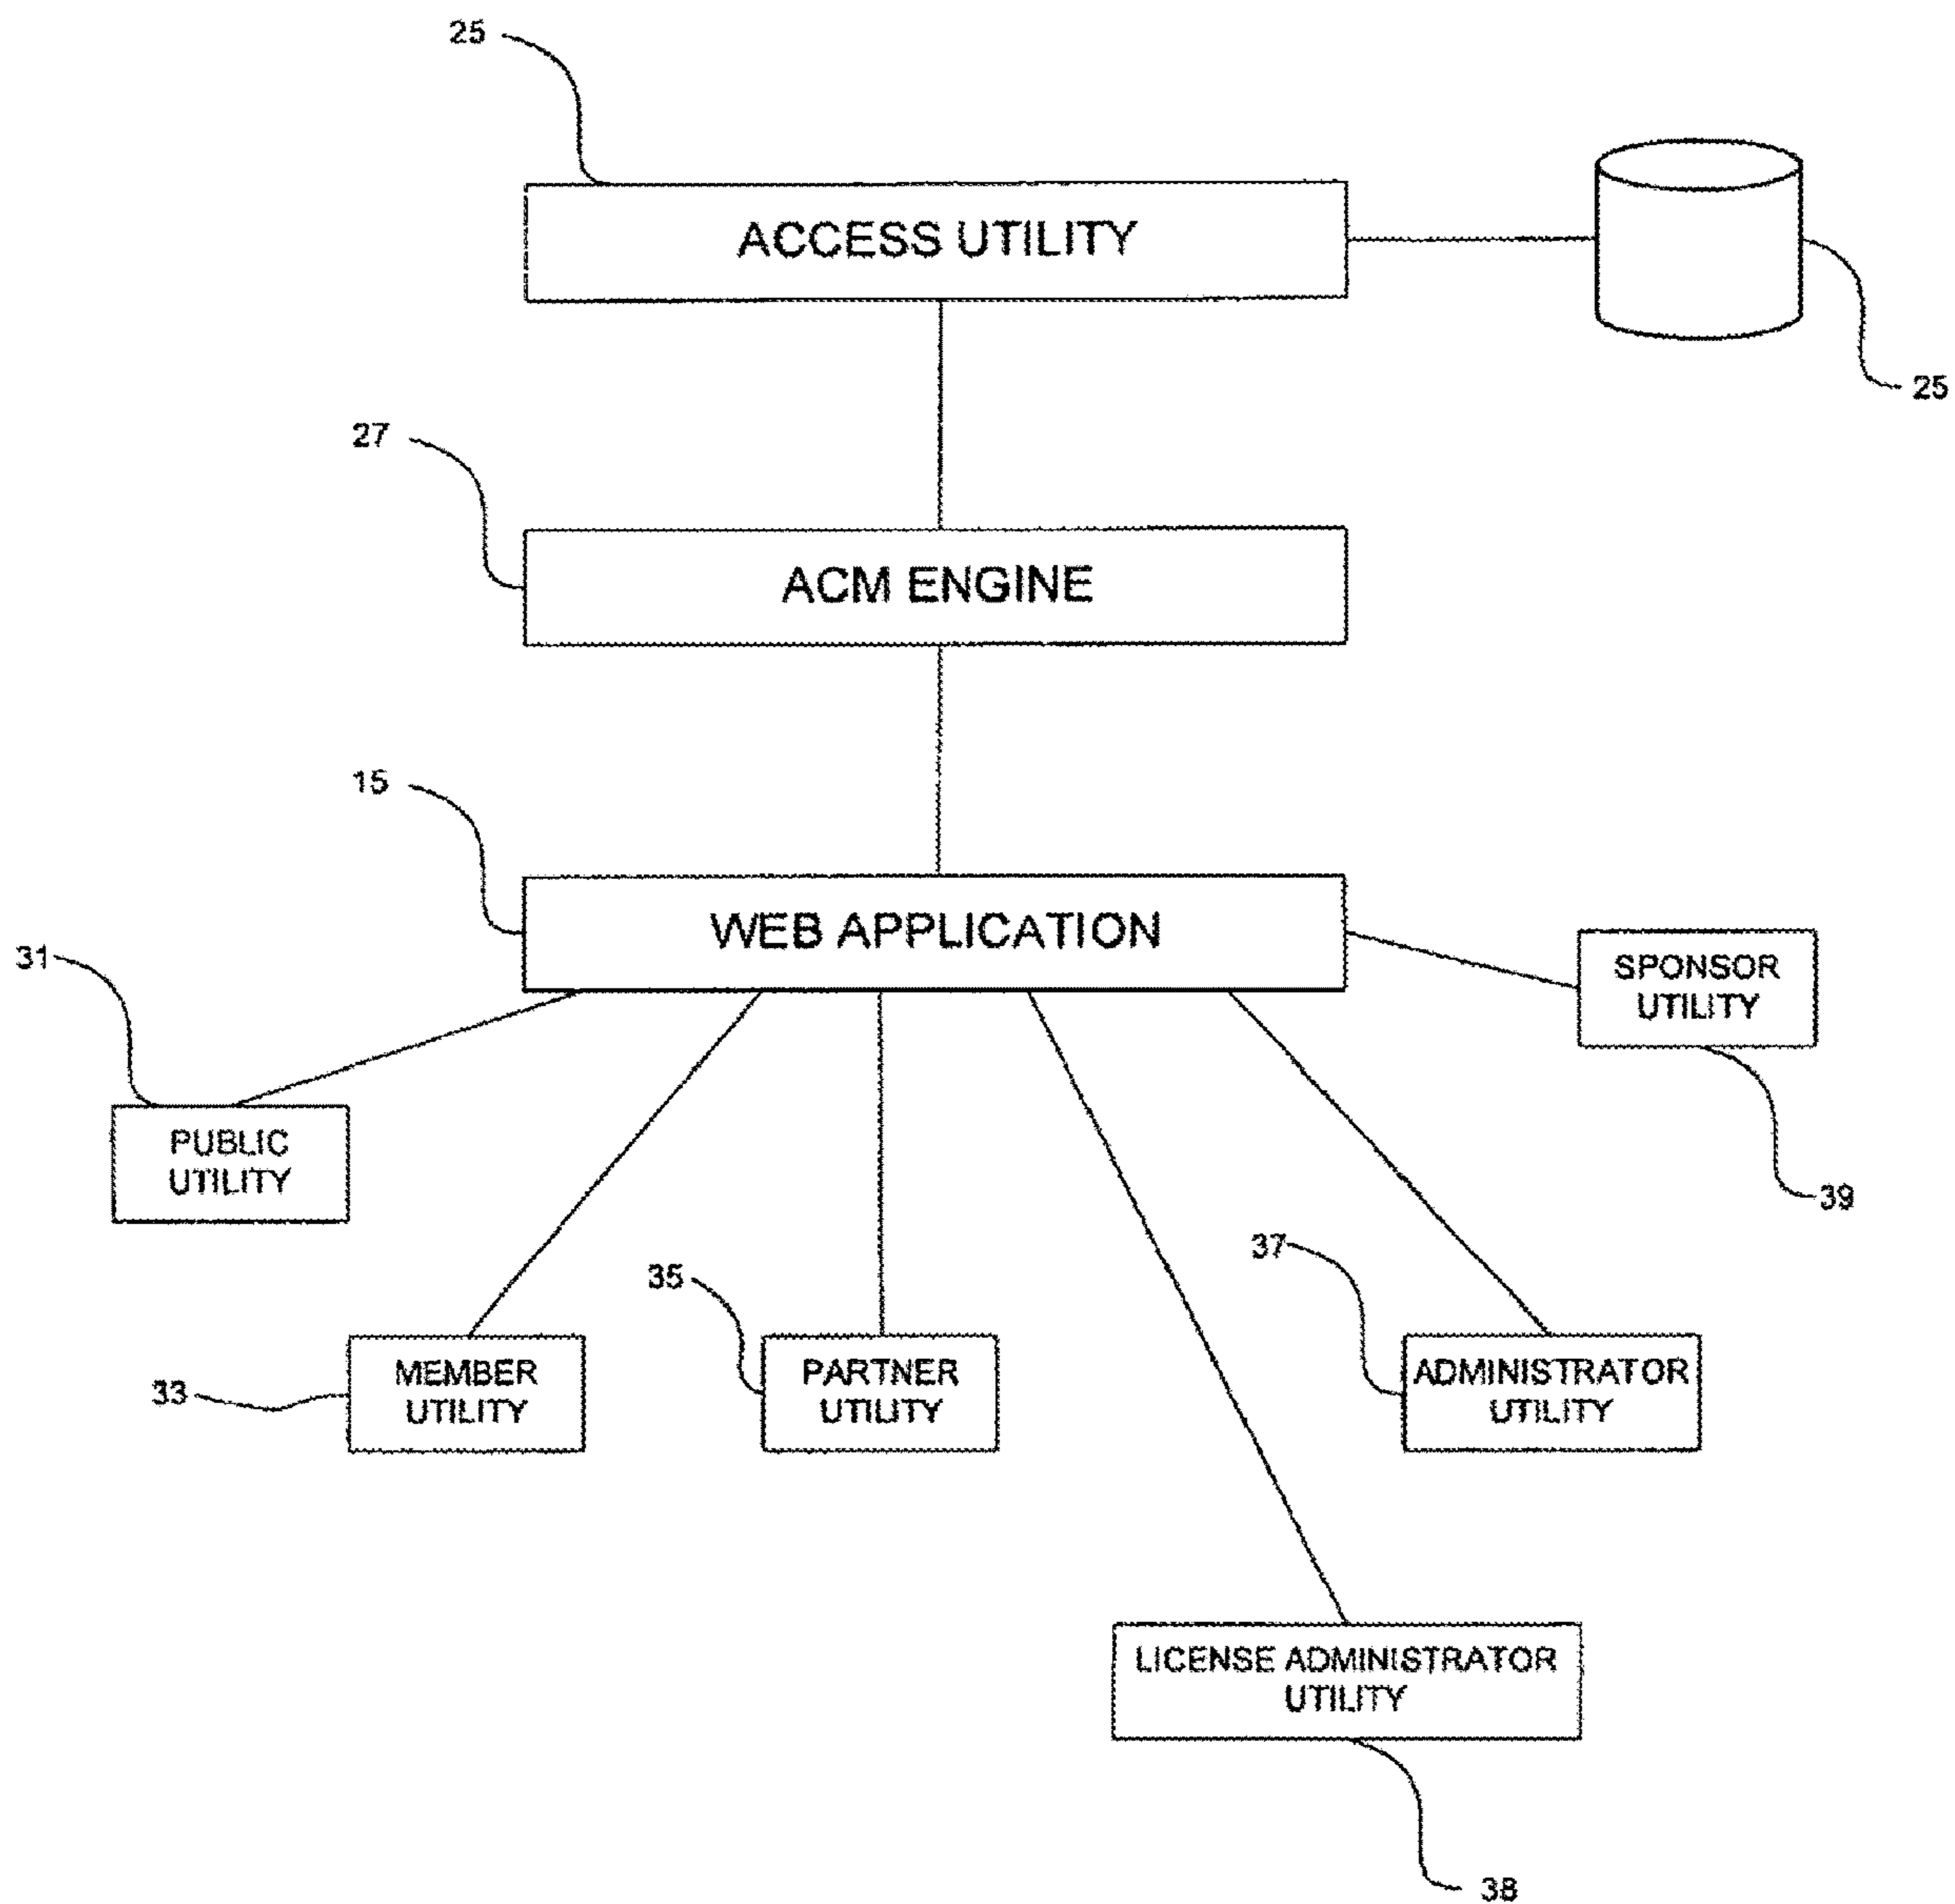 25
ACCESS UTILITY
25
27
ACM ENGINE
15
WEB APPLICATION
31
SPONSOR
UTILITY
PUBLIC
UTILITY
39
37
35
MEMBER
UTILITY
33
PARTNER
UTILITY
ADMINISTRATOR
UTILITY
LICENSE ADMINISTRATOR
UTILITY
38